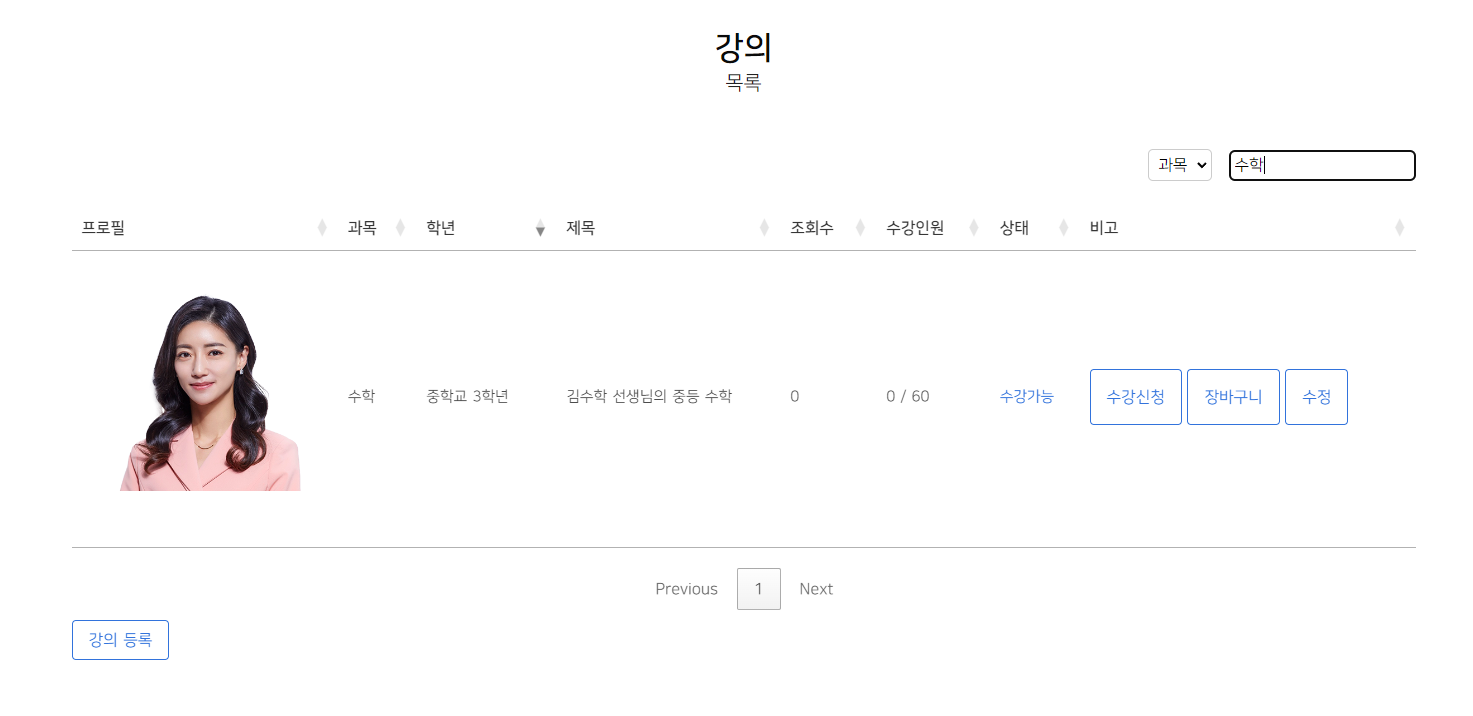 강의
목록
과목 수학
프로필 과목 학년 제목 조회수 수강인원 상태 비고
수학 중학교 3학년 김수학 선생님의 중등 수학 0 0 / 60 수강가능 수강신청 장바구니 수정
Previous 1 Next
강의 등록